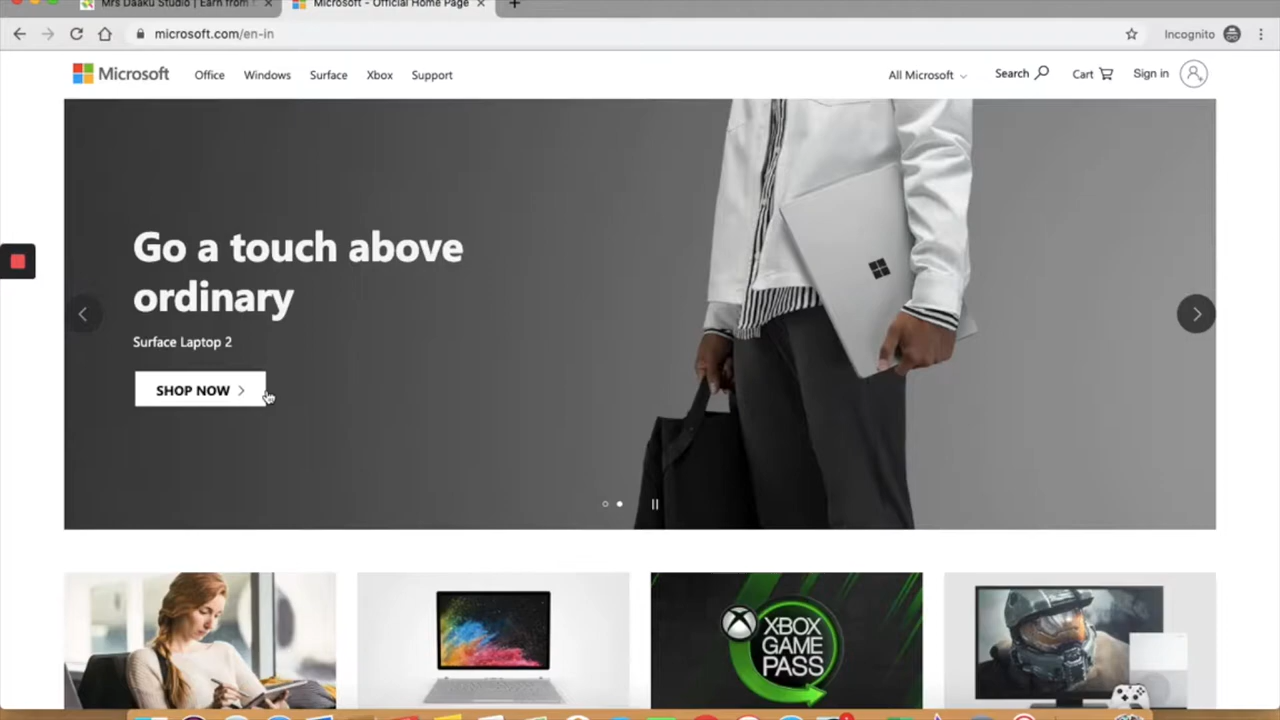 Mrs Daaku Studio | Earn from
Microsoft - Official Home Page
microsoft.com/en-in
Incognito
Microsoft Office Windows Surface Xbox Support All Microsoft Search Cart Sign in
Go a touch above
ordinary
Surface Laptop 2
SHOP NOW
XBOX
GAME
PASS